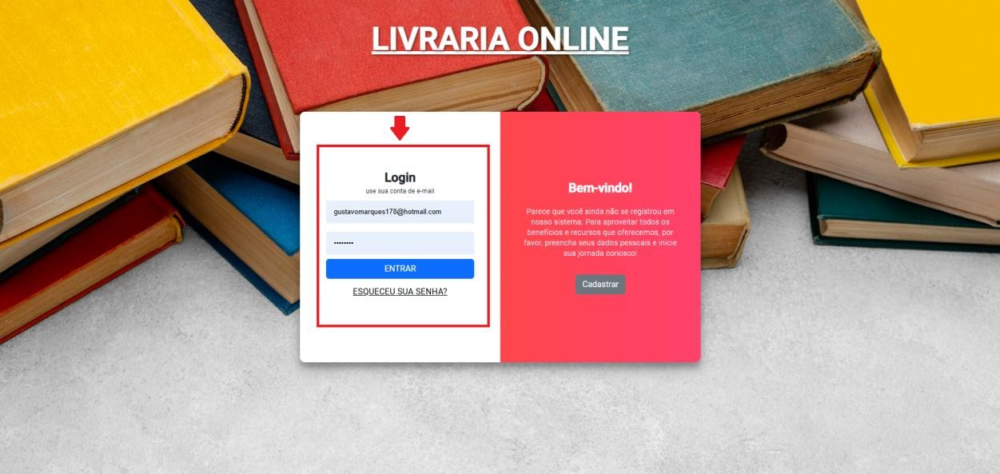 LIVRARIA ONLINE
Login
use sua conta de e-mail
gustavomarques178@hotmail.com
••••••••
ENTRAR
ESQUECEU SUA SENHA?
Bem-vindo!
Parece que você ainda não se registrou em
nosso sistema. Para aproveitar todos os
benefícios e recursos que oferecemos, por
favor, preencha seus dados pessoais e inicie
sua jornada conosco!
Cadastrar